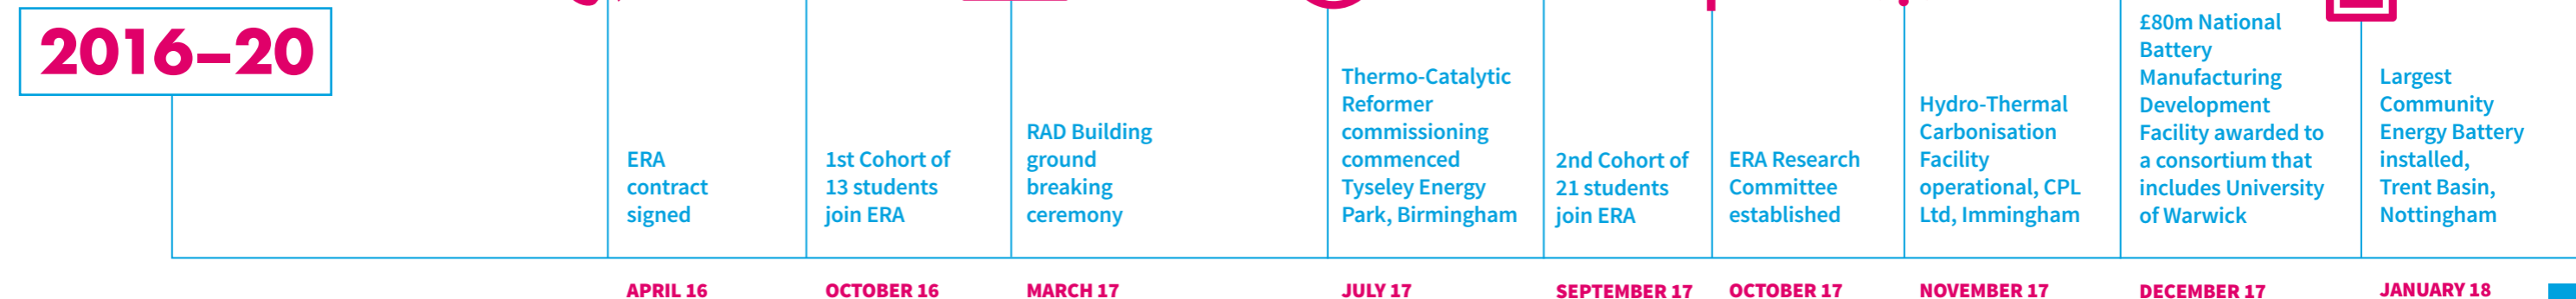 2016–20
ERA
contract
signed
APRIL 16
1st Cohort of
13 students
join ERA
OCTOBER 16
RAD Building
ground
breaking
ceremony
MARCH 17
Thermo-Catalytic
Reformer
commissioning
commenced
Tyseley Energy
Park, Birmingham
JULY 17
2nd Cohort of
21 students
join ERA
SEPTEMBER 17
ERA Research
Committee
established
OCTOBER 17
Hydro-Thermal
Carbonisation
Facility
operational, CPL
Ltd, Immingham
NOVEMBER 17
£80m National
Battery
Manufacturing
Development
Facility awarded to
a consortium that
includes University
of Warwick
DECEMBER 17
Largest
Community
Energy Battery
installed,
Trent Basin,
Nottingham
JANUARY 18